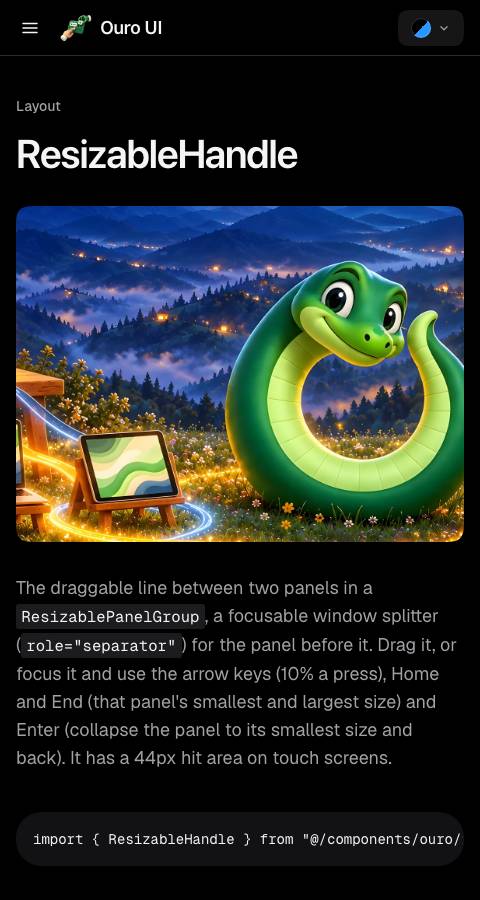 Ouro UI
Layout
ResizableHandle
The draggable line between two panels in a
ResizablePanelGroup, a focusable window splitter
(role="separator") for the panel before it. Drag it, or
focus it and use the arrow keys (10% a press), Home
and End (that panel's smallest and largest size) and
Enter (collapse the panel to its smallest size and
back). It has a 44px hit area on touch screens.
import { ResizableHandle } from "@/components/ouro/